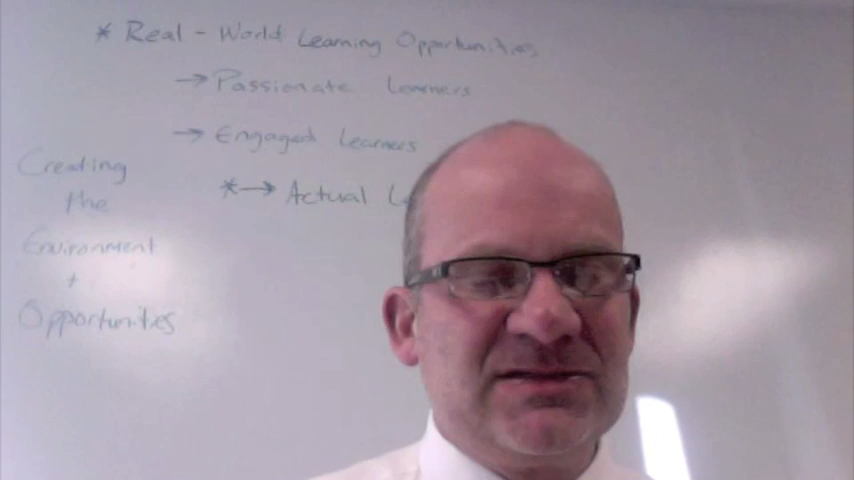 * Real - World Learning Opportunities
→ Passionate Learners
→ Engaged Learners
*→ Actual
Creating
the
Environment
+
Opportunities